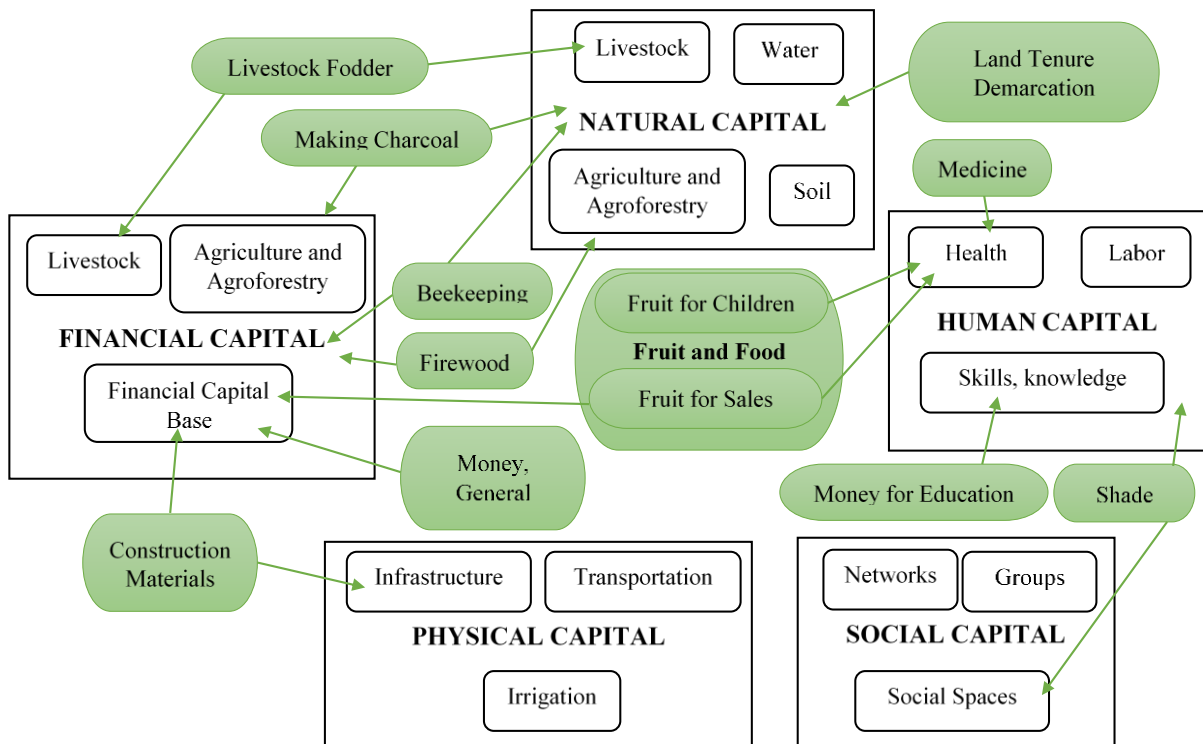 Livestock
Water
Livestock Fodder
Land Tenure
Demarcation
NATURAL CAPITAL
Making Charcoal
Agriculture and
Agroforestry
Soil
Medicine
Livestock
Agriculture and
Agroforestry
Health
Labor
Beekeeping
Fruit for Children
FINANCIAL CAPITAL
Firewood
Fruit and Food
HUMAN CAPITAL
Financial Capital
Base
Fruit for Sales
Skills, knowledge
Money,
General
Money for Education
Shade
Construction
Materials
Infrastructure
Transportation
Networks
Groups
PHYSICAL CAPITAL
SOCIAL CAPITAL
Irrigation
Social Spaces